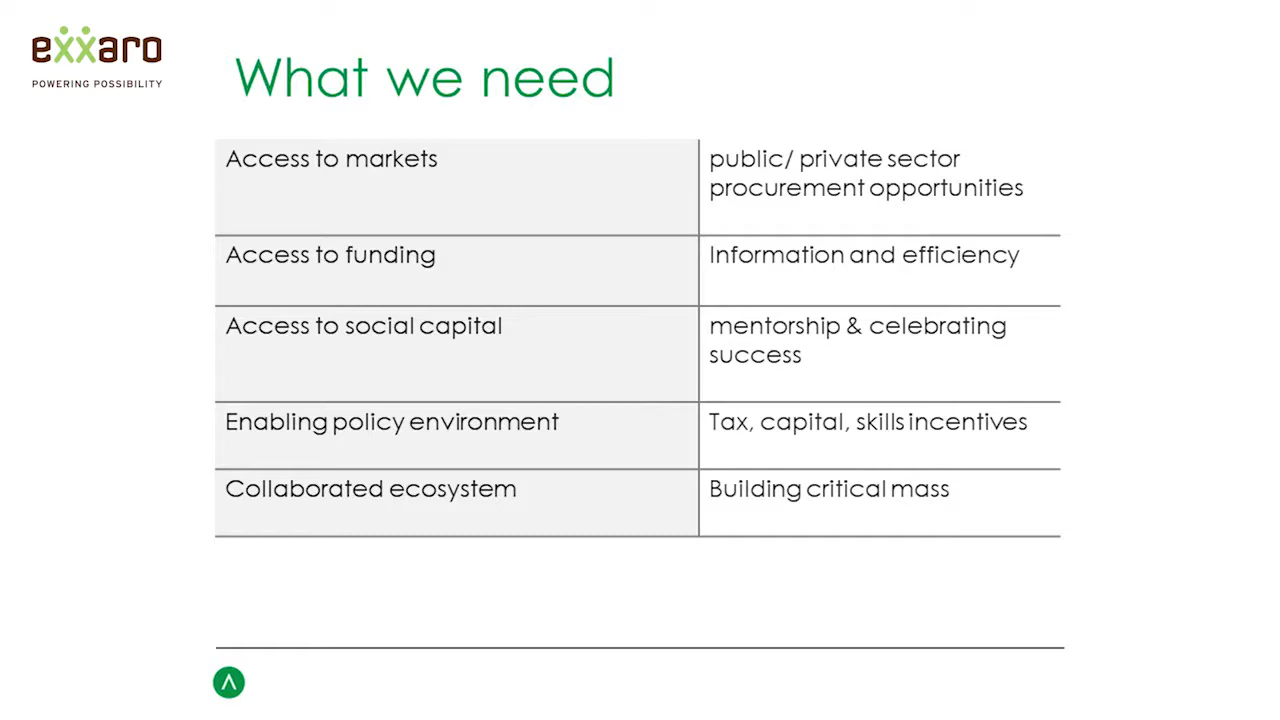 exxaro
POWERING POSSIBILITY
What we need
Access to markets
public/ private sector
procurement opportunities
Access to funding
Information and efficiency
Access to social capital
mentorship & celebrating
success
Enabling policy environment
Tax, capital, skills incentives
Collaborated ecosystem
Building critical mass